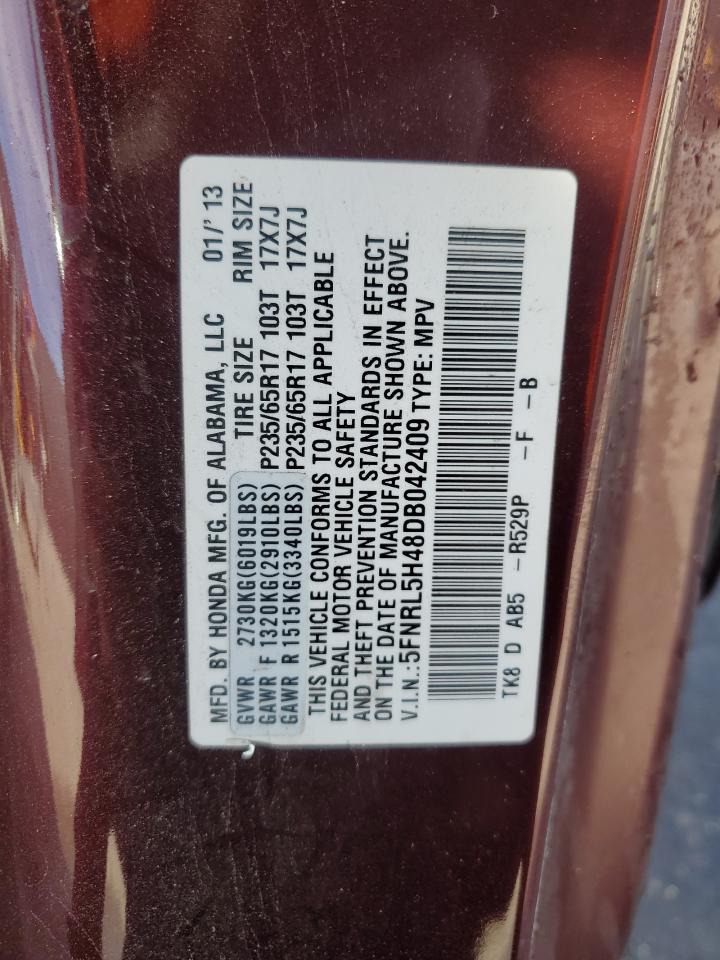 MFD. BY HONDA MFG. OF ALABAMA, LLC 01/'13
GVWR 2730KG(6019LBS) TIRE SIZE RIM SIZE
GAWR F 1320KG(2910LBS) P235/65R17 103T 17X7J
GAWR R 1515KG(3340LBS) P235/65R17 103T 17X7J
THIS VEHICLE CONFORMS TO ALL APPLICABLE
FEDERAL MOTOR VEHICLE SAFETY
AND THEFT PREVENTION STANDARDS IN EFFECT
ON THE DATE OF MANUFACTURE SHOWN ABOVE.
V.I.N.:5FNRL5H48DB042409 TYPE: MPV
TK8 D AB5 -R529P -F -B